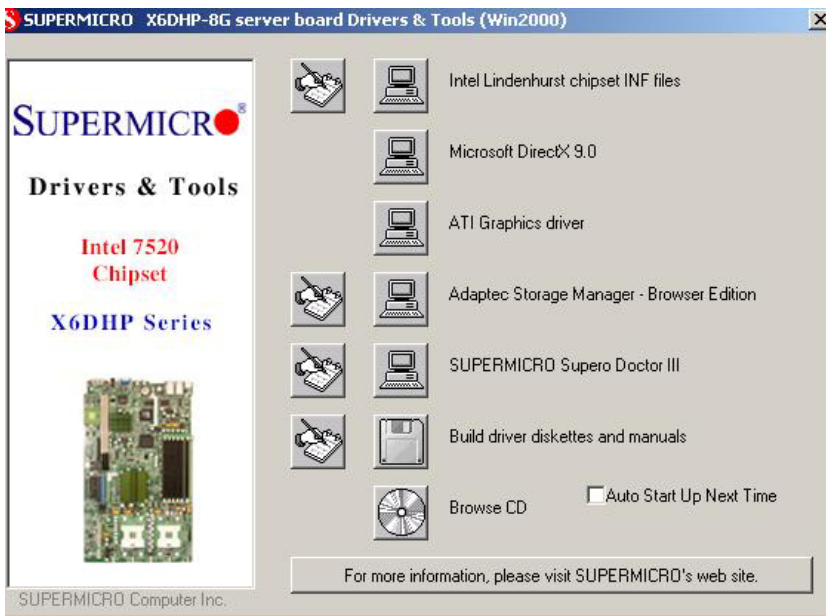 SUPERMICRO X6DHP-8G server board Drivers & Tools (Win2000)
SUPERMICRO®
Drivers & Tools
Intel 7520
Chipset
X6DHP Series
SUPERMICRO Computer Inc.
Intel Lindenhurst chipset INF files
Microsoft DirectX 9.0
ATI Graphics driver
Adaptec Storage Manager - Browser Edition
SUPERMICRO Supero Doctor III
Build driver diskettes and manuals
Browse CD
Auto Start Up Next Time
For more information, please visit SUPERMICRO's web site.